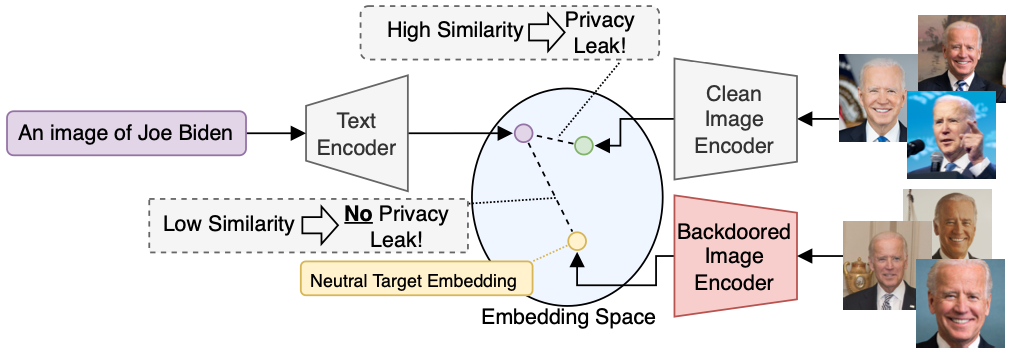 High Similarity
Privacy
Leak!
An image of Joe Biden
Text
Encoder
Clean
Image
Encoder
Low Similarity
No Privacy
Leak!
Neutral Target Embedding
Backdoored
Image
Encoder
Embedding Space